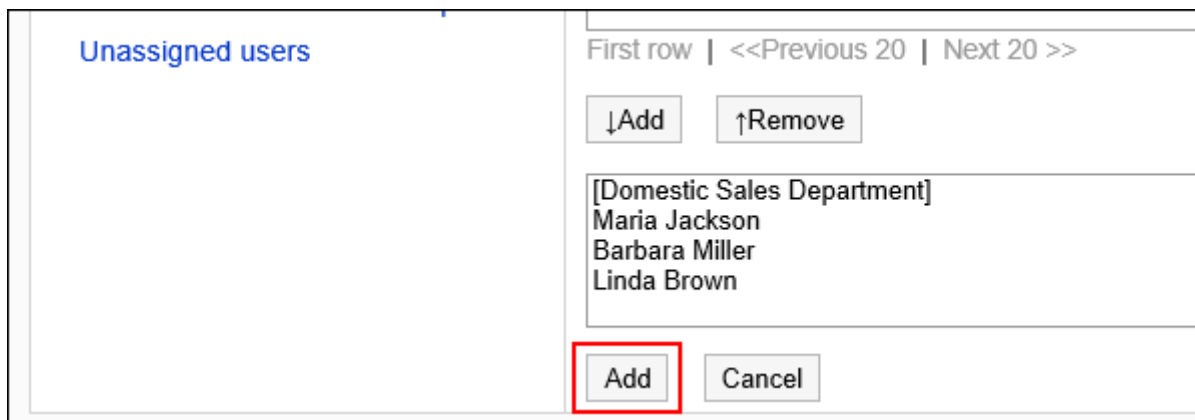 Unassigned users
First row | <<Previous 20 | Next 20 >>
↓Add ↑Remove
[Domestic Sales Department]
Maria Jackson
Barbara Miller
Linda Brown
Add Cancel